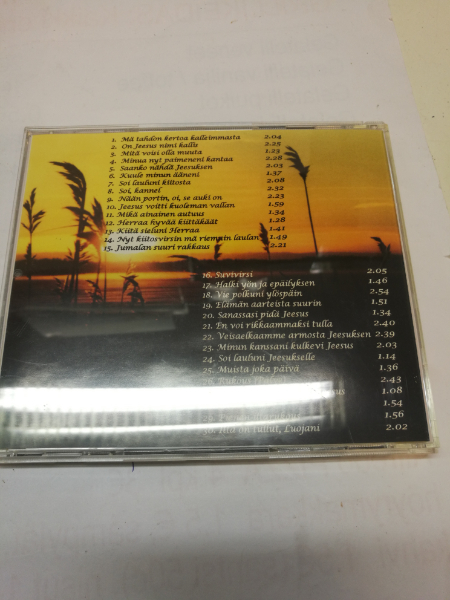 1. Mä tahdon kertoa kalleimmasta 2.04
2. On Jeesus nimi kallis 2.25
3. Mitä voisi olla muuta 1.23
4. Minua nyt paimeneni kantaa 2.28
5. Saanko nähdä Jeesuksen 2.03
6. Kuule minun ääneni 1.37
7. Soi lauluni kiitosta 2.08
8. Soi, kannel 2.32
9. Nään portin, oi, se auki on 2.23
10. Jeesus voitti kuoleman vallan 1.59
11. Mikä ainainen autuus 1.34
12. Herraa hyvää kiittäkäät 1.28
13. Kiitä sieluni Herraa 1.41
14. Nyt kiitosvirsin mä riemuin laulan 1.49
15. Jumalan suuri rakkaus 2.21
16. Suvivirsi 2.05
17. Halki yön ja epäilyksen 1.46
18. Vie polkuni ylöspäin 2.54
19. Elämän aarteista suurin 1.51
20. Sanassasi pidä Jeesus 1.34
21. En voi rikkaammaksi tulla 2.40
22. Veisaelkaamme armosta Jeesuksen 2.39
23. Minun kanssani kulkevi Jeesus 2.03
24. Soi lauluni Jeesukselle 1.14
25. Muista joka päivä 1.36
2.43
1.08
1.54
1.56
tullut, Luojani 2.02